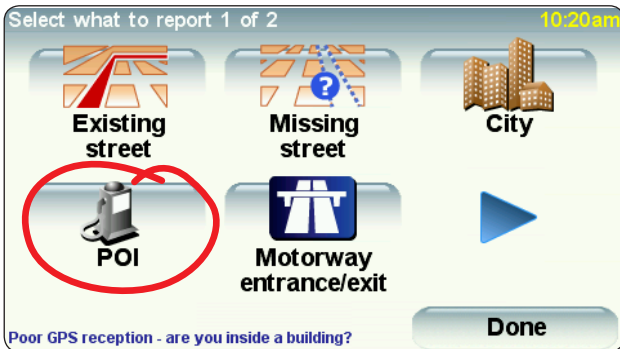 Select what to report 1 of 2
10:20am
Existing
street
Missing
street
?
City
POI
Motorway
entrance/exit
Done
Poor GPS reception - are you inside a building?